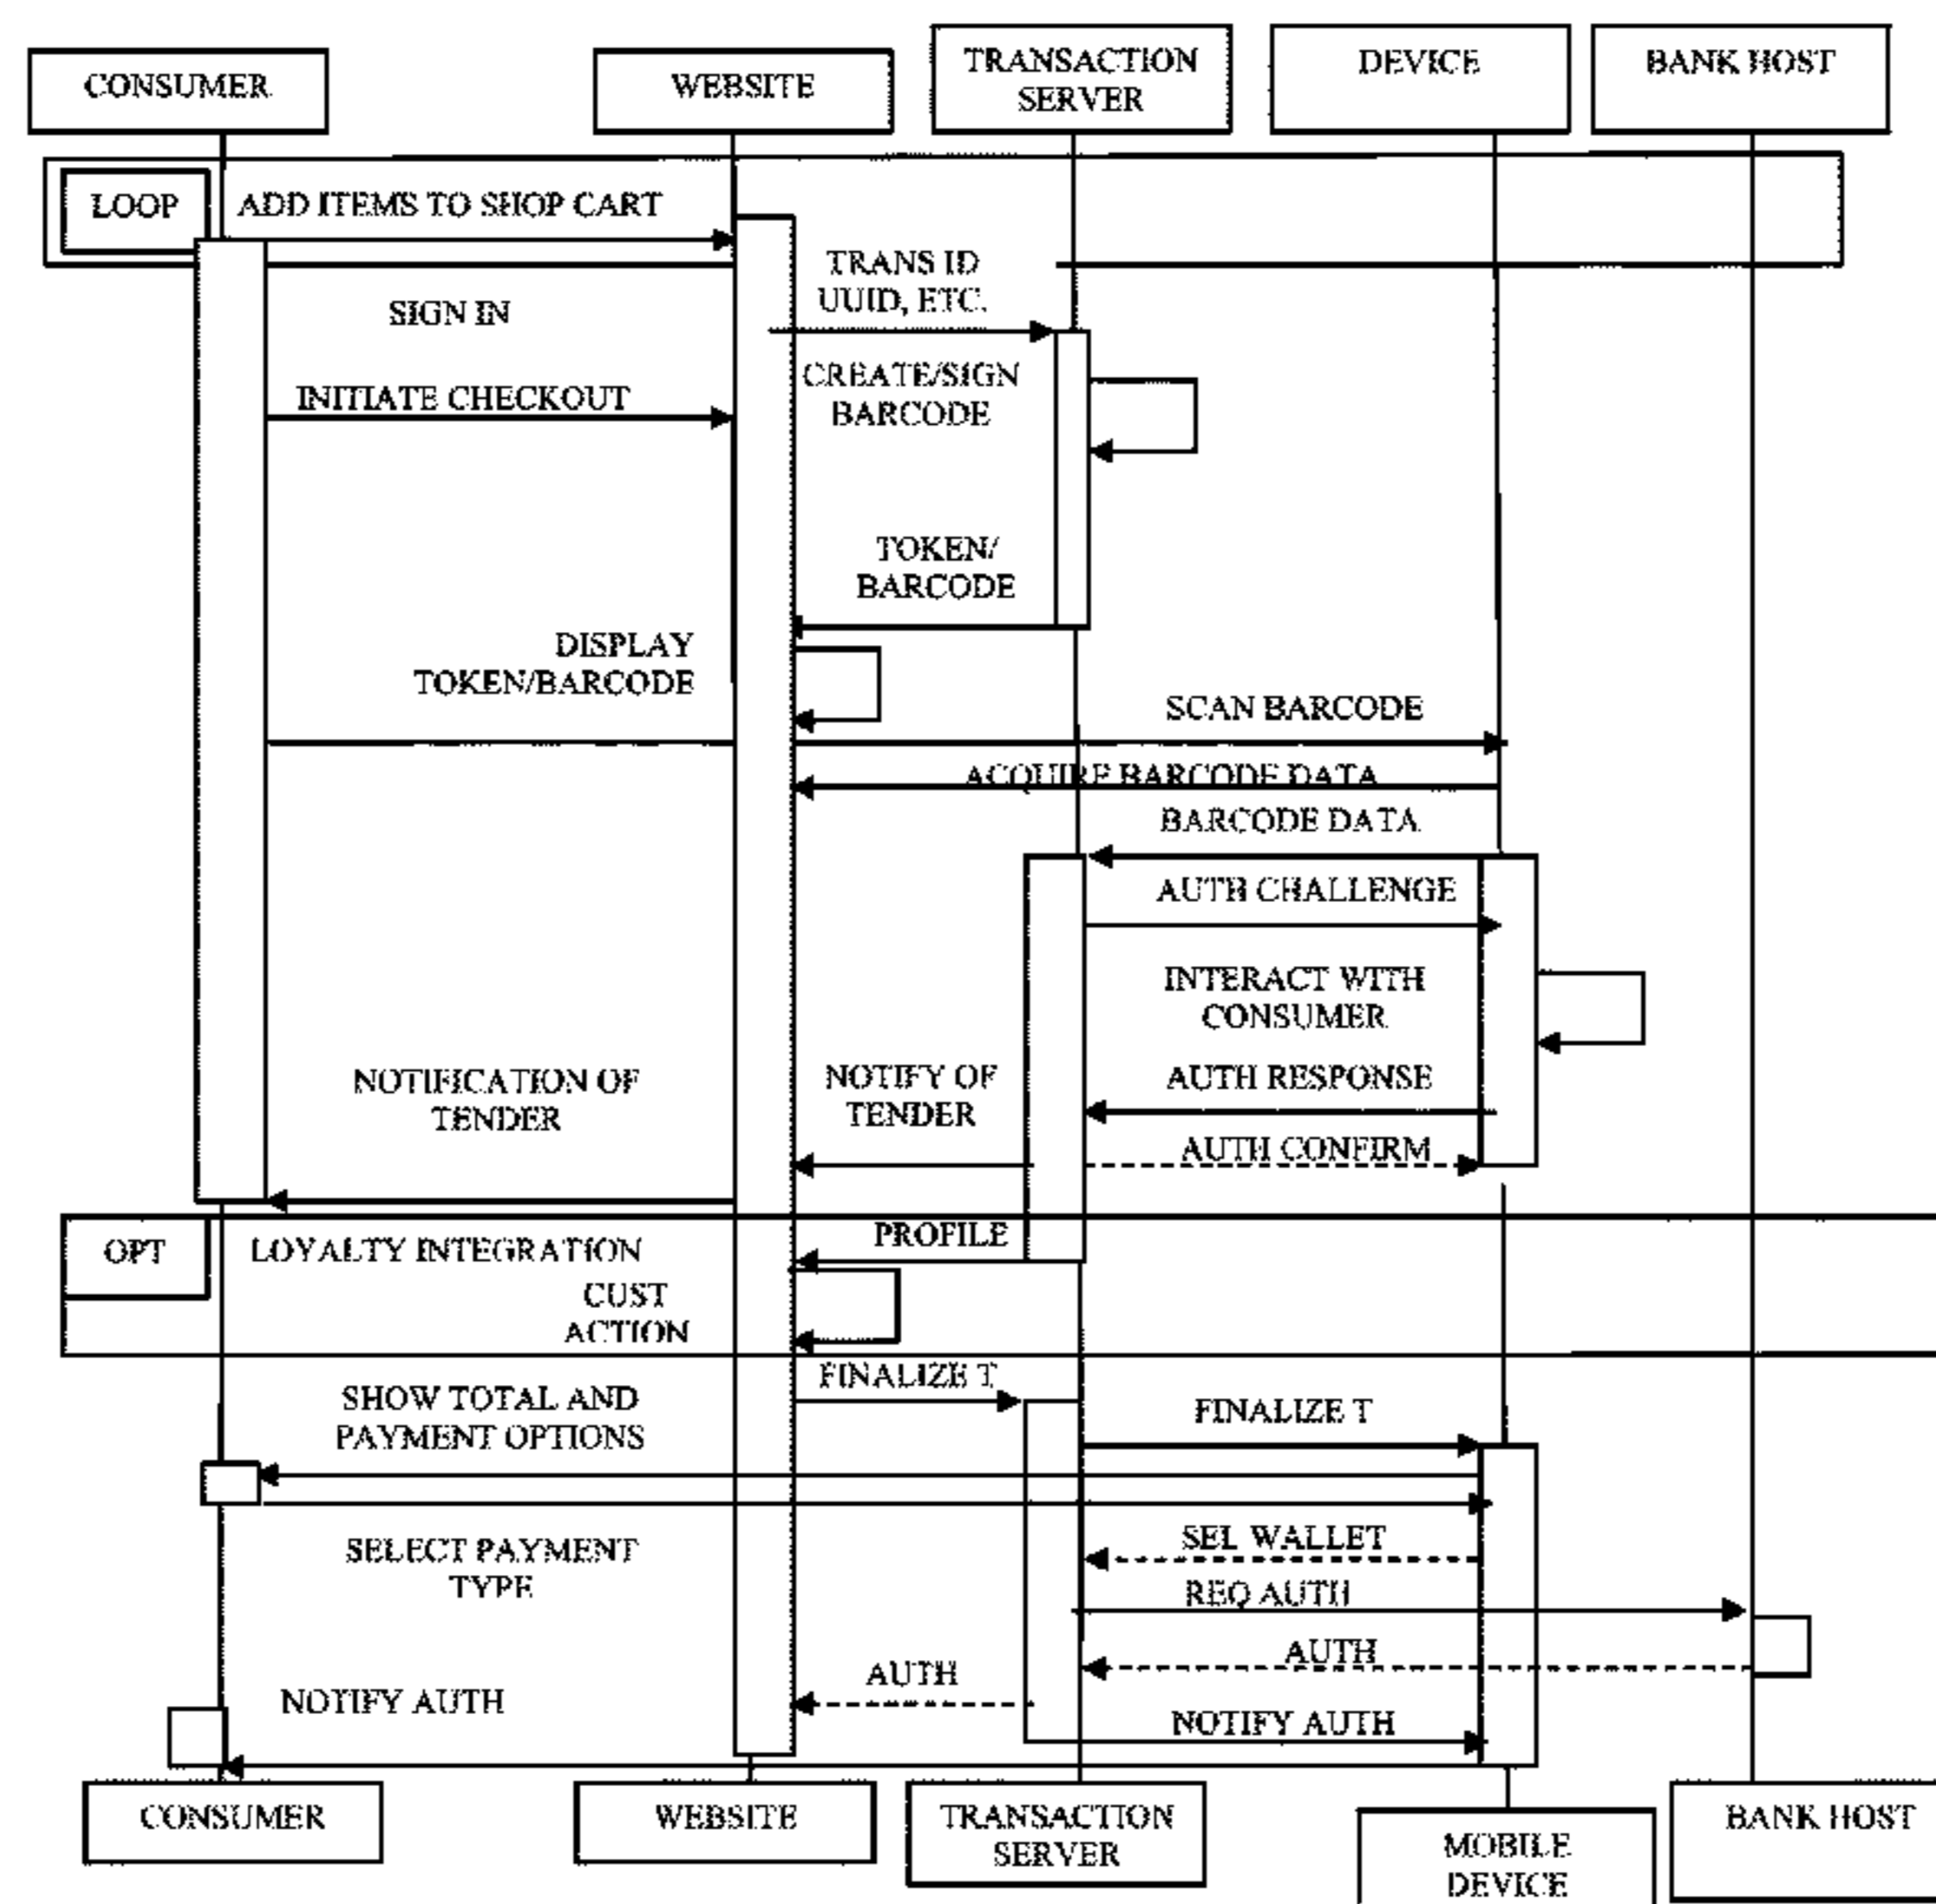 CONSUMER
WEBSITE
TRANSACTION
SERVER
DEVICE
BANK HOST
LOOP
ADD ITEMS TO SHOP CART
TRANS ID
UUID, ETC.
SIGN IN
CREATE/SIGN
BARCODE
INITIATE CHECKOUT
TOKEN/
BARCODE
DISPLAY
TOKEN/BARCODE
SCAN BARCODE
ACQUIRE BARCODE DATA
BARCODE DATA
AUTH CHALLENGE
INTERACT WITH
CONSUMER
NOTIFICATION OF
TENDER
NOTIFY OF
TENDER
AUTH RESPONSE
AUTH CONFIRM
OPT
LOYALTY INTEGRATION
PROFILE
CUST
ACTION
FINALIZE T
SHOW TOTAL AND
PAYMENT OPTIONS
FINALIZE T
SEL WALLET
SELECT PAYMENT
TYPE
REQ AUTH
AUTH
AUTH
NOTIFY AUTH
NOTIFY AUTH
CONSUMER
WEBSITE
TRANSACTION
SERVER
MOBILE
DEVICE
BANK HOST